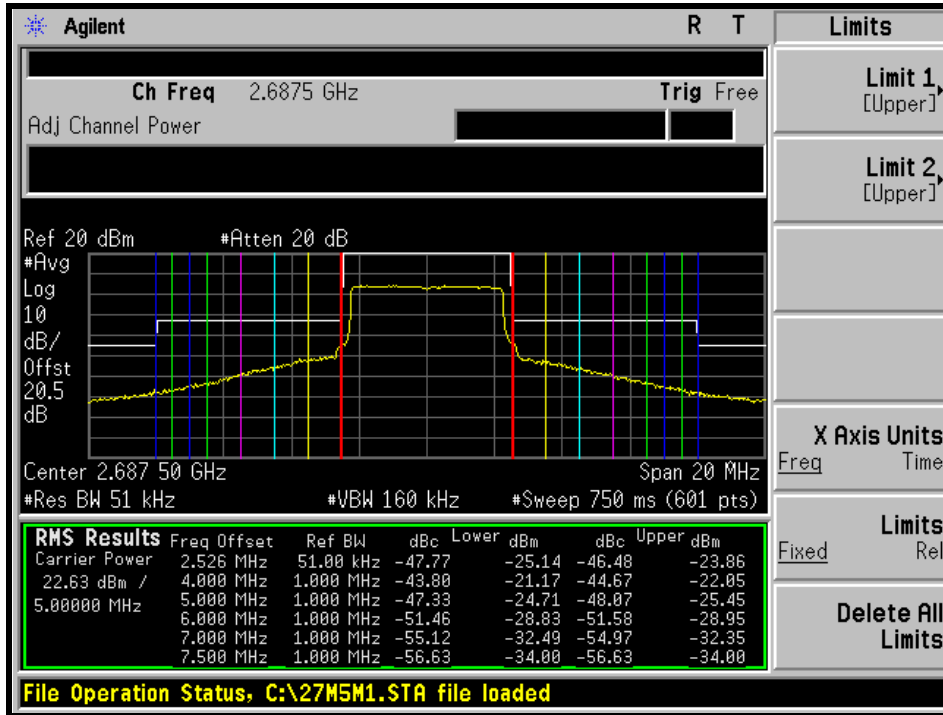 Agilent R T Limits
Ch Freq 2.6875 GHz Trig Free
Adj Channel Power
Limit 1
[Upper]
Limit 2
[Upper]
Ref 20 dBm #Atten 20 dB
#Avg
Log
10
dB/
Offst
20.5
dB
Center 2.687 50 GHz Span 20 MHz
#Res BW 51 kHz #VBW 160 kHz #Sweep 750 ms (601 pts)
X Axis Units
Freq Time
Limits
Fixed Rel
Delete All
Limits
RMS Results Freq Offset Ref BW dBc Lower dBm dBc Upper dBm
Carrier Power 2.526 MHz 51.00 kHz -47.77 -25.14 -46.48 -23.86
22.63 dBm / 4.000 MHz 1.000 MHz -43.80 -21.17 -44.67 -22.05
5.00000 MHz 5.000 MHz 1.000 MHz -47.33 -24.71 -48.07 -25.45
6.000 MHz 1.000 MHz -51.46 -28.83 -51.58 -28.95
7.000 MHz 1.000 MHz -55.12 -32.49 -54.97 -32.35
7.500 MHz 1.000 MHz -56.63 -34.00 -56.63 -34.00
File Operation Status, C:\27M5M1.STA file loaded